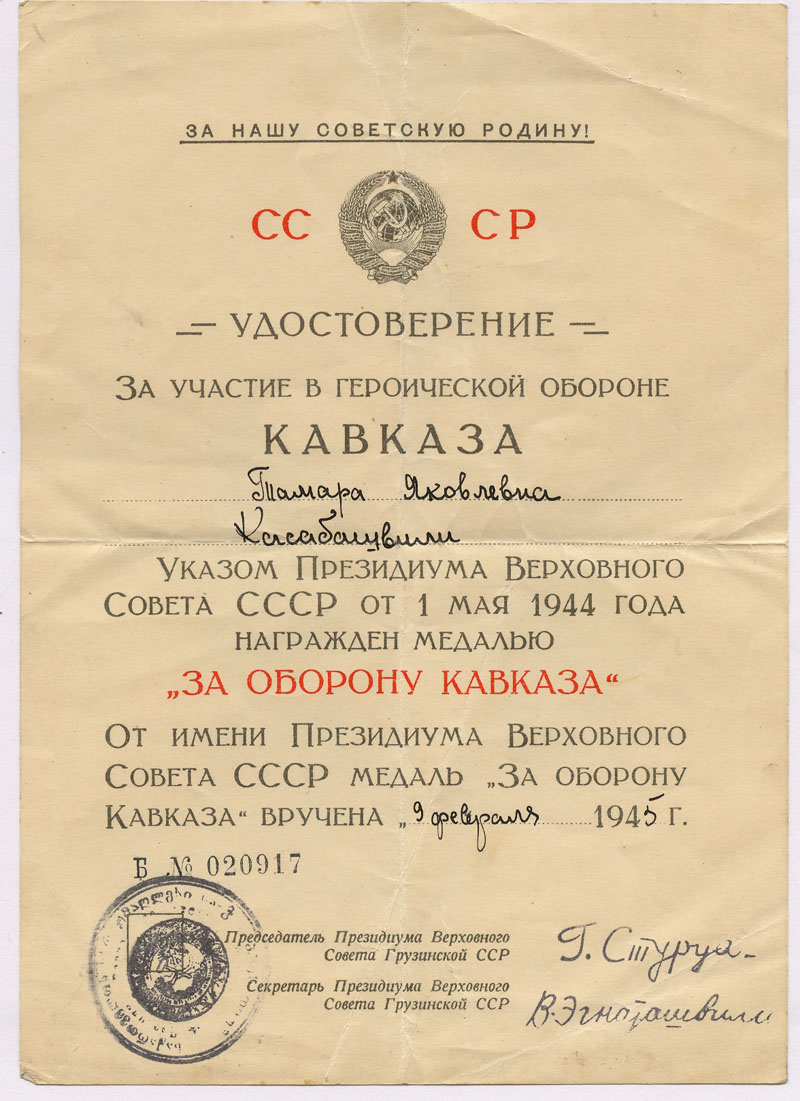 ЗА НАШУ СОВЕТСКУЮ РОДИНУ!
СС СР
УДОСТОВЕРЕНИЕ
ЗА УЧАСТИЕ В ГЕРОИЧЕСКОЙ ОБОРОНЕ
КАВКАЗА
Тамара Яковлевна
Касабашвили
УКАЗОМ ПРЕЗИДИУМА ВЕРХОВНОГО
СОВЕТА СССР ОТ 1 МАЯ 1944 ГОДА
НАГРАЖДЕН МЕДАЛЬЮ
„ЗА ОБОРОНУ КАВКАЗА“
ОТ ИМЕНИ ПРЕЗИДИУМА ВЕРХОВНОГО
СОВЕТА СССР МЕДАЛЬ „ЗА ОБОРОНУ
КАВКАЗА“ ВРУЧЕНА „9 февраля 1945 Г.
Б № 020917
Председатель Президиума Верховного
Совета Грузинской ССР
Г. Стуруа
Секретарь Президиума Верховного
Совета Грузинской ССР
В. Эгнаташвили